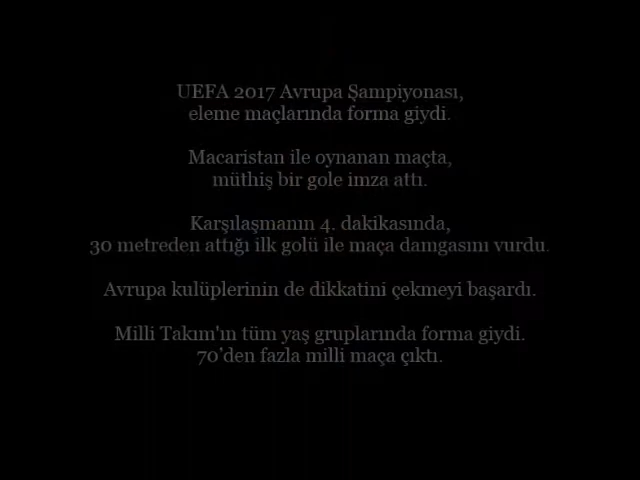 UEFA 2017 Avrupa Şampiyonası,
eleme maçlarında forma giydi.
Macaristan ile oynanan maçta,
müthiş bir gole imza attı.
Karşılaşmanın 4. dakikasında,
30 metreden attığı ilk golü ile maça damgasını vurdu.
Avrupa kulüplerinin de dikkatini çekmeyi başardı.
Milli Takım'ın tüm yaş gruplarında forma giydi.
70'den fazla milli maça çıktı.